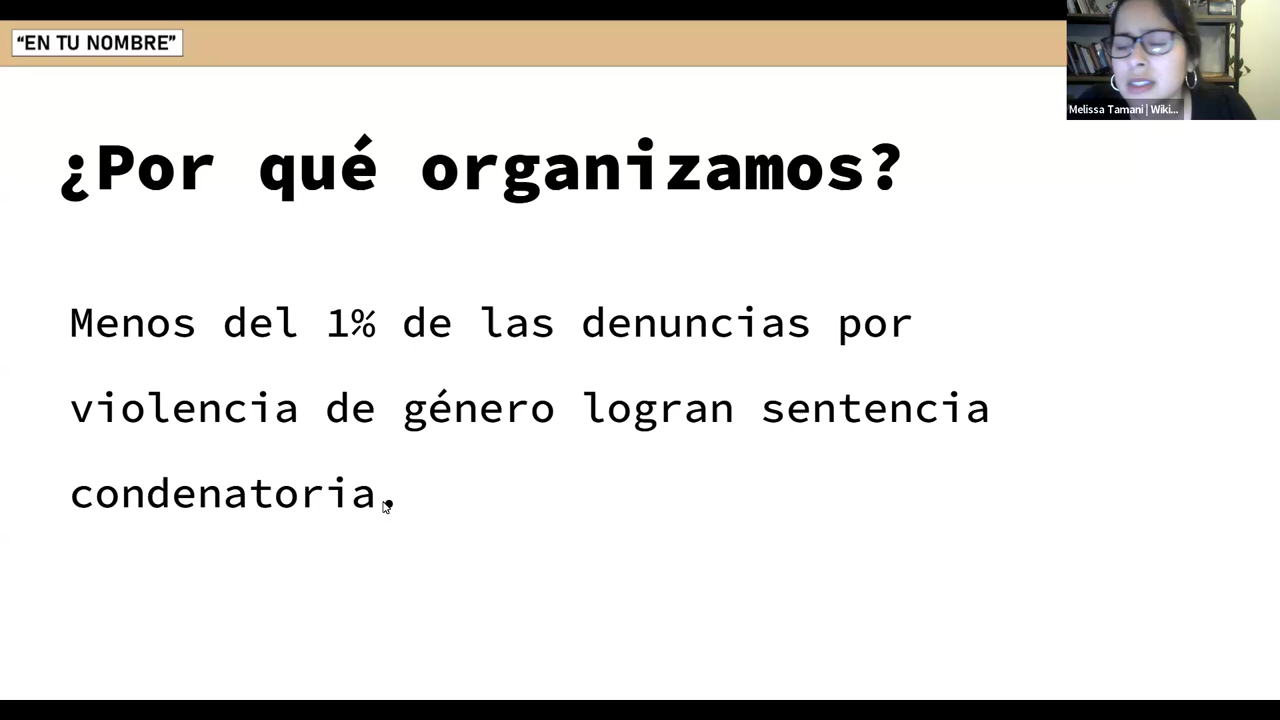 “EN TU NOMBRE”
Melissa Tamani | Wiki...
¿Por qué organizamos?
Menos del 1% de las denuncias por
violencia de género logran sentencia
condenatoria.